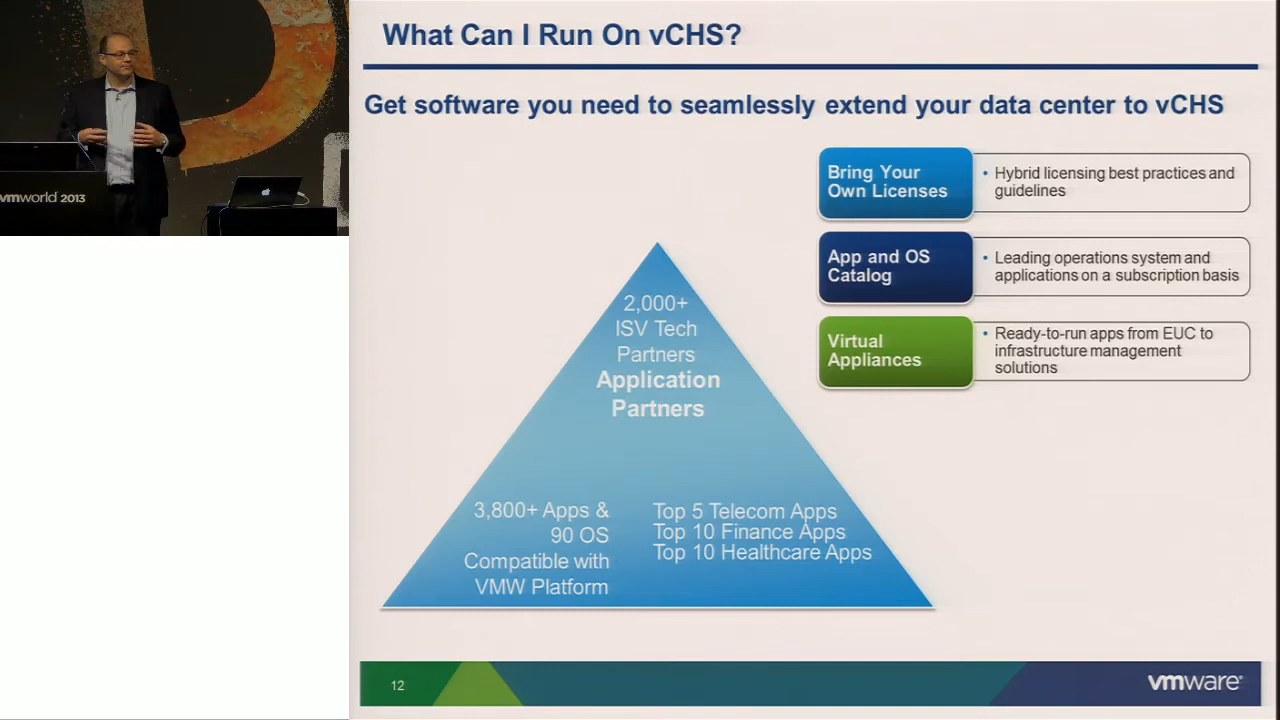 What Can I Run On vCHS?
Get software you need to seamlessly extend your data center to vCHS
Bring Your
Own Licenses
• Hybrid licensing best practices and
guidelines
App and OS
Catalog
• Leading operations system and
applications on a subscription basis
Virtual
Appliances
• Ready-to-run apps from EUC to
infrastructure management
solutions
2,000+
ISV Tech
Partners
Application
Partners
3,800+ Apps &
90 OS
Compatible with
VMW Platform
Top 5 Telecom Apps
Top 10 Finance Apps
Top 10 Healthcare Apps
vmworld 2013
12
vmware